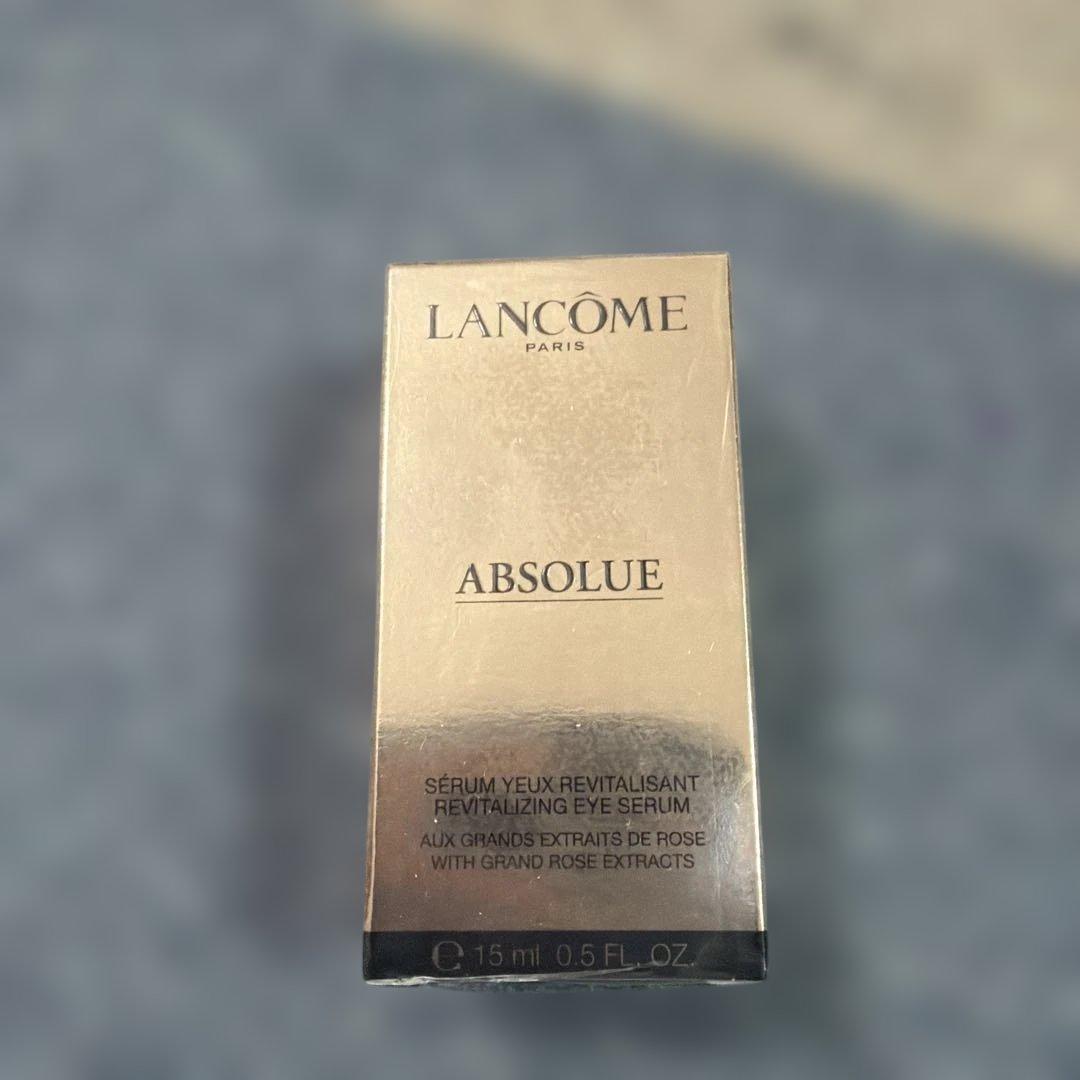 LANCÔME
PARIS
ABSOLUE
SÉRUM YEUX REVITALISANT
REVITALIZING EYE SERUM
AUX GRANDS EXTRAITS DE ROSE
WITH GRAND ROSE EXTRACTS
℮ 15 ml 0.5 FL. OZ.